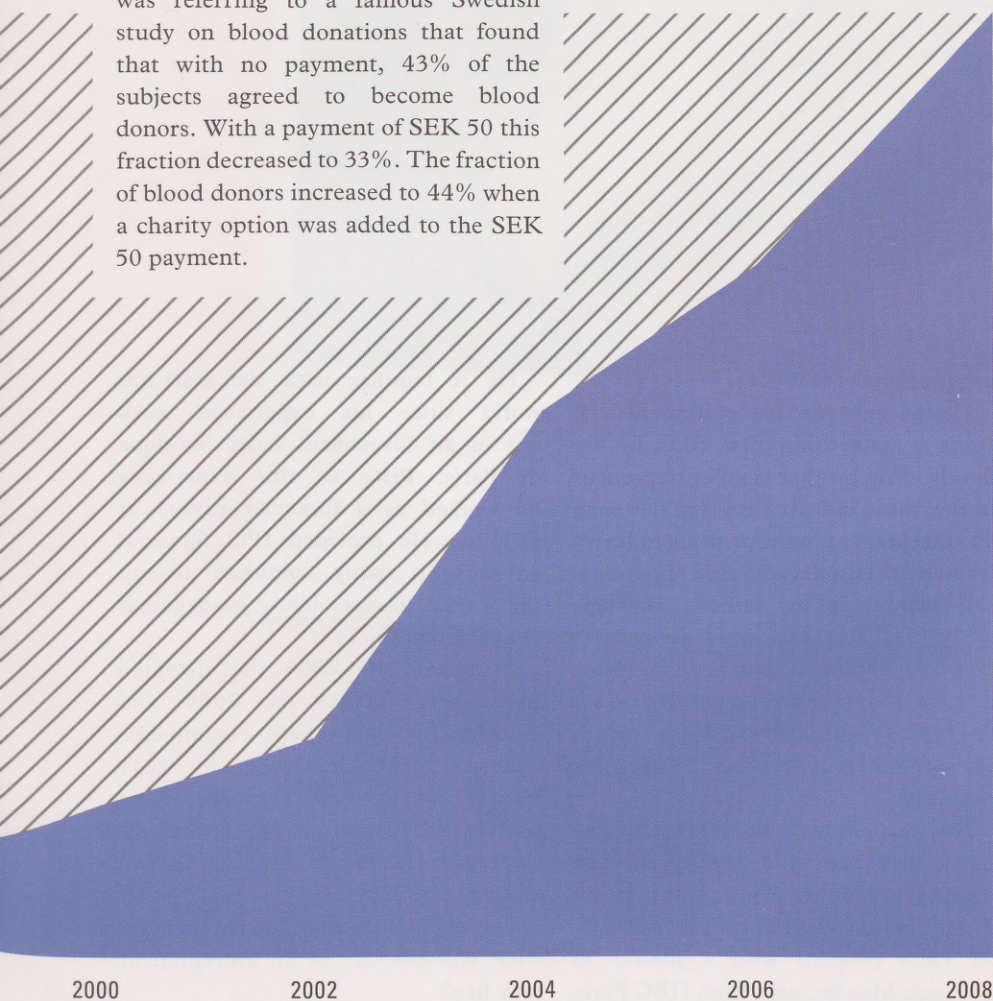 was referring to a famous Swedish
study on blood donations that found
that with no payment, 43% of the
subjects agreed to become blood
donors. With a payment of SEK 50 this
fraction decreased to 33%. The fraction
of blood donors increased to 44% when
a charity option was added to the SEK
50 payment.
2000 2002 2004 2006 2008